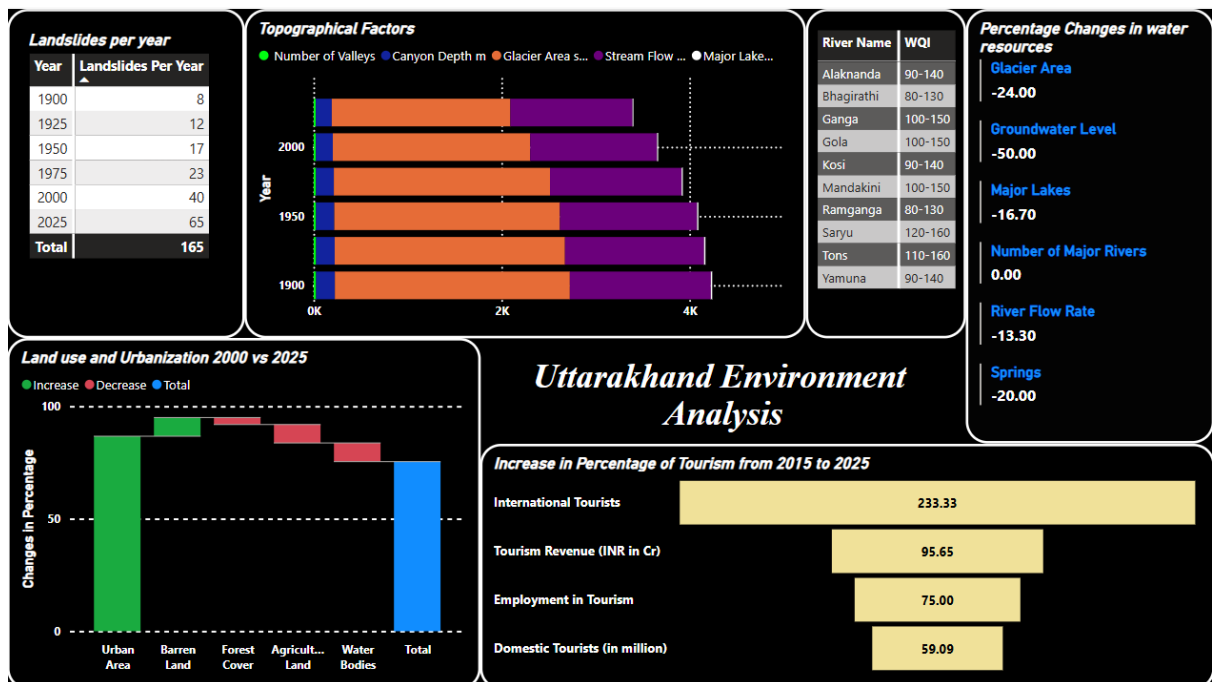 Landslides per year
Year Landslides Per Year
1900 8
1925 12
1950 17
1975 23
2000 40
2025 65
Total 165
Topographical Factors
Number of Valleys Canyon Depth m Glacier Area s... Stream Flow ... Major Lake...
Year
2000
1950
1900
0K 2K 4K
River Name WQI
Alaknanda 90-140
Bhagirathi 80-130
Ganga 100-150
Gola 100-150
Kosi 90-140
Mandakini 100-150
Ramganga 80-130
Saryu 120-160
Tons 110-160
Yamuna 90-140
Percentage Changes in water
resources
Glacier Area
-24.00
Groundwater Level
-50.00
Major Lakes
-16.70
Number of Major Rivers
0.00
River Flow Rate
-13.30
Springs
-20.00
Land use and Urbanization 2000 vs 2025
Increase Decrease Total
Changes in Percentage
100
50
0
Urban
Area
Barren
Land
Forest
Cover
Agricult...
Land
Water
Bodies
Total
Uttarakhand Environment
Analysis
Increase in Percentage of Tourism from 2015 to 2025
International Tourists 233.33
Tourism Revenue (INR in Cr) 95.65
Employment in Tourism 75.00
Domestic Tourists (in million) 59.09